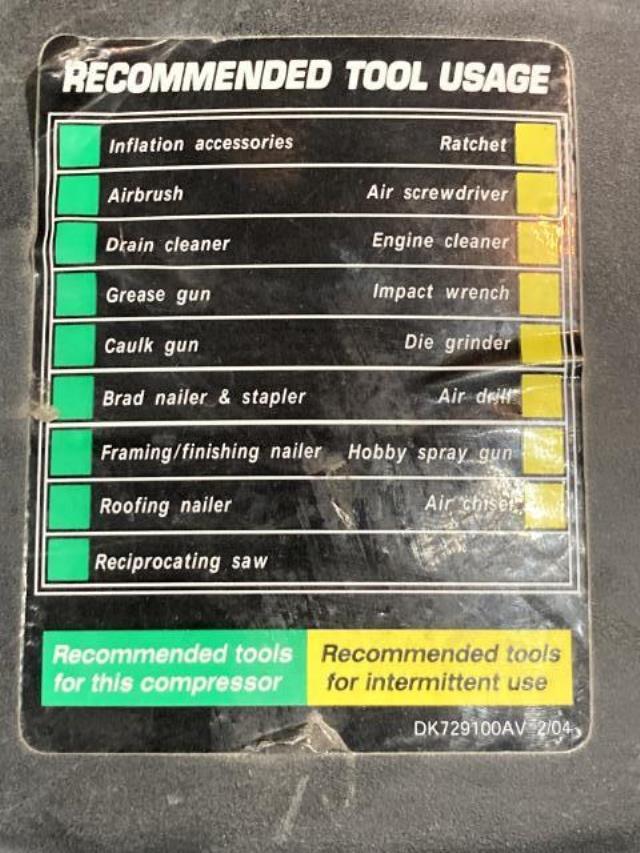 RECOMMENDED TOOL USAGE
Inflation accessories Ratchet
Airbrush Air screwdriver
Drain cleaner Engine cleaner
Grease gun Impact wrench
Caulk gun Die grinder
Brad nailer & stapler Air drill
Framing/finishing nailer Hobby spray gun
Roofing nailer Air chisel
Reciprocating saw
Recommended tools
for this compressor
Recommended tools
for intermittent use
DK729100AV 2/04